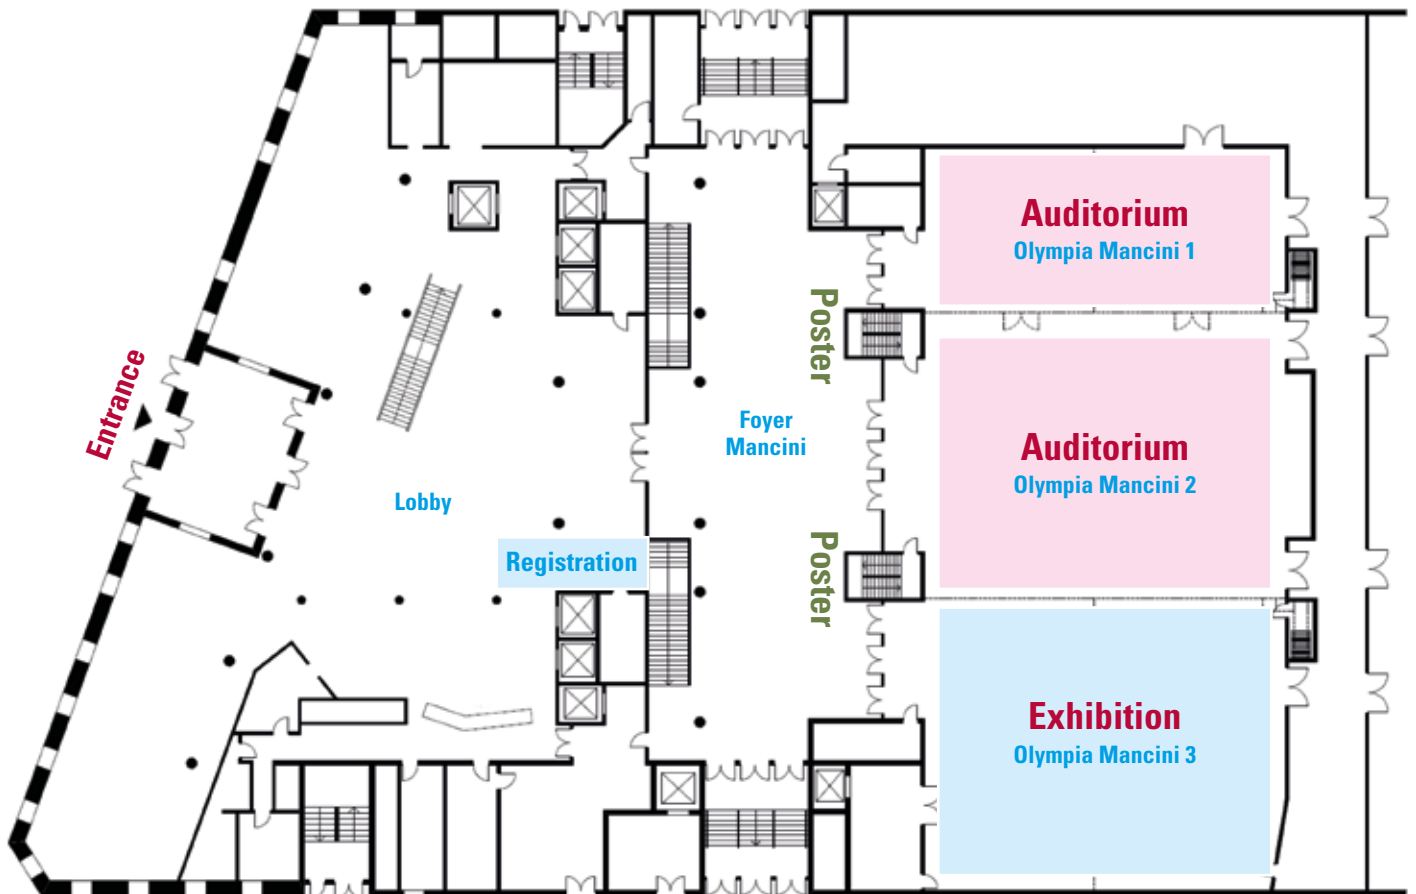 Auditorium
Olympia Mancini 1
Poster
Entrance
Foyer
Mancini
Auditorium
Olympia Mancini 2
Lobby
Registration
Poster
Exhibition
Olympia Mancini 3